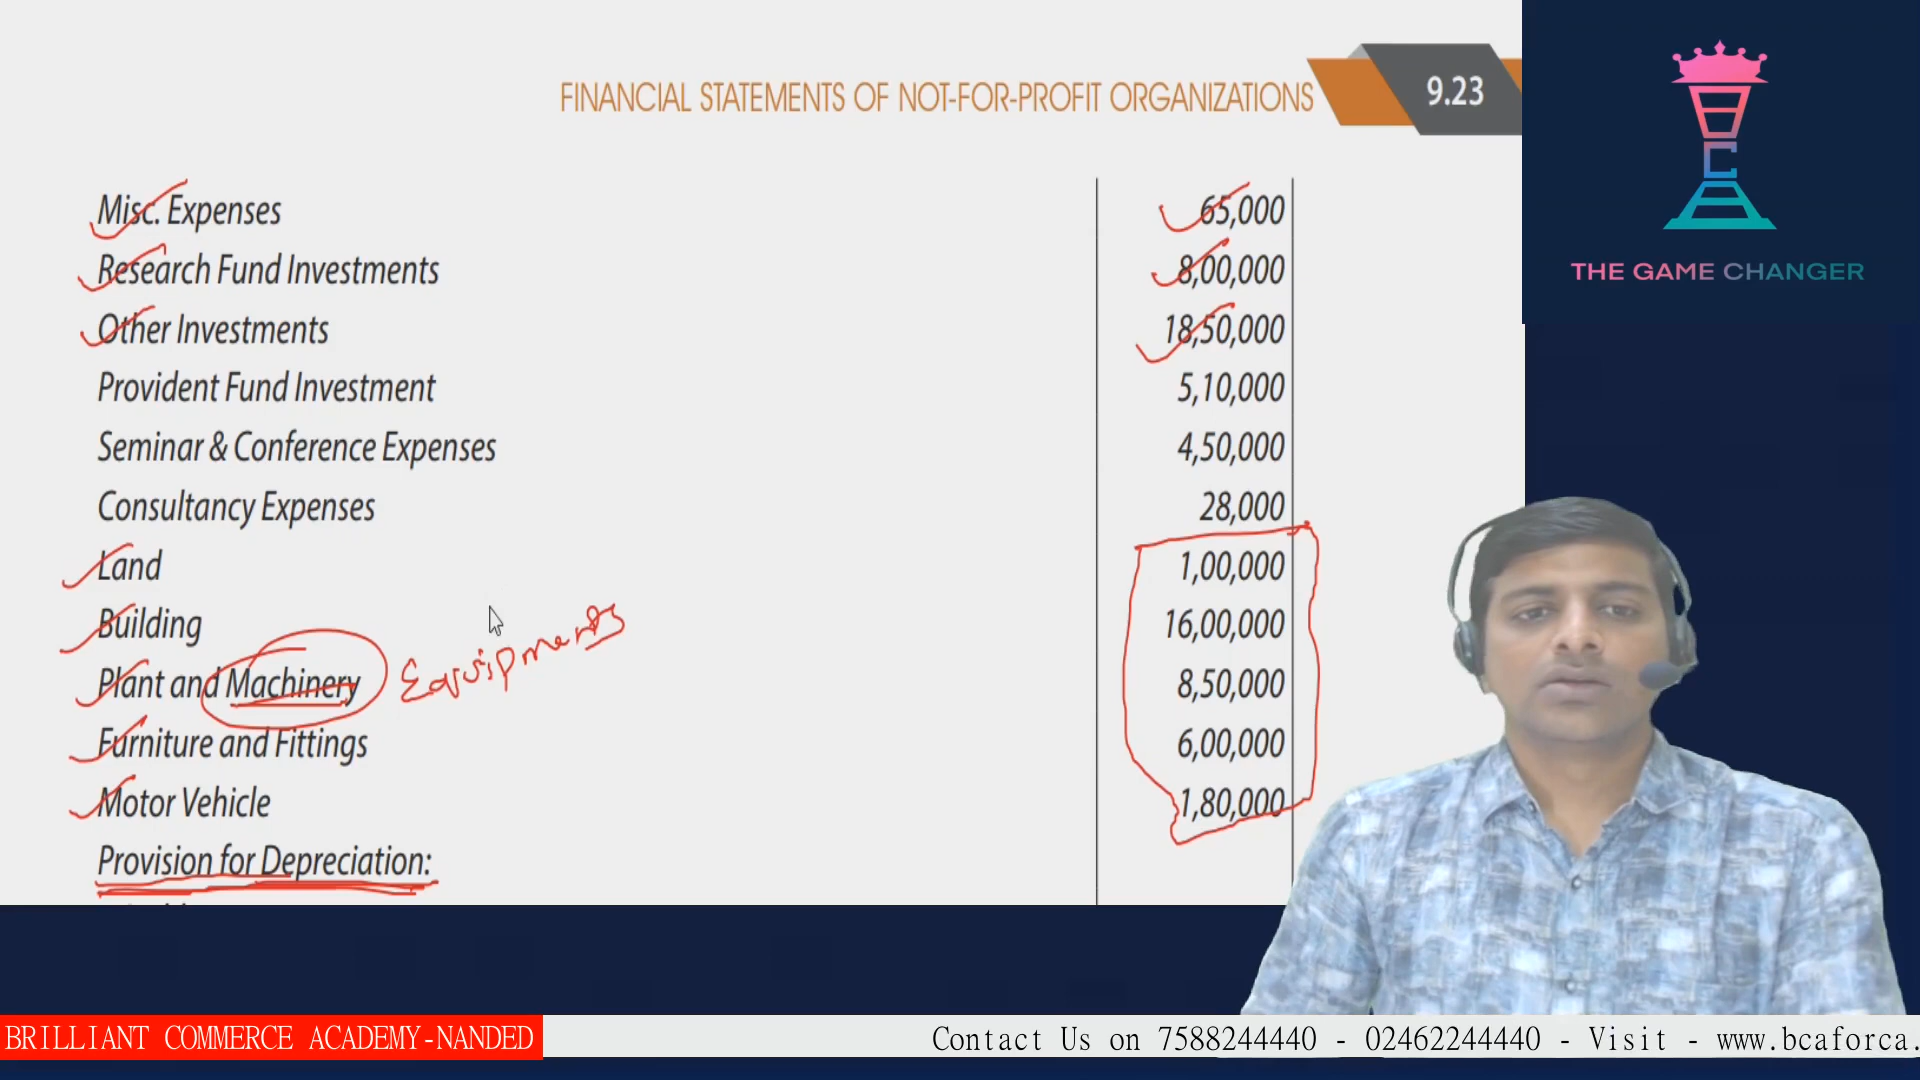 FINANCIAL STATEMENTS OF NOT-FOR-PROFIT ORGANIZATIONS 9.23
Misc. Expenses 65,000
Research Fund Investments 8,00,000
Other Investments 18,50,000
Provident Fund Investment 5,10,000
Seminar & Conference Expenses 4,50,000
Consultancy Expenses 28,000
Land 1,00,000
Building 16,00,000
Plant and Machinery Equipments 8,50,000
Furniture and Fittings 6,00,000
Motor Vehicle 1,80,000
Provision for Depreciation:
C
THE GAME CHANGER
BRILLIANT COMMERCE ACADEMY-NANDED
Contact Us on 7588244440 - 02462244440 - Visit - www.bcaforca.